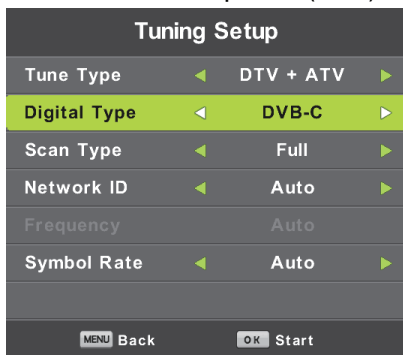 Tuning Setup
Tune Type DTV + ATV
Digital Type DVB-C
Scan Type Full
Network ID Auto
Frequency Auto
Symbol Rate Auto
MENU Back OK Start